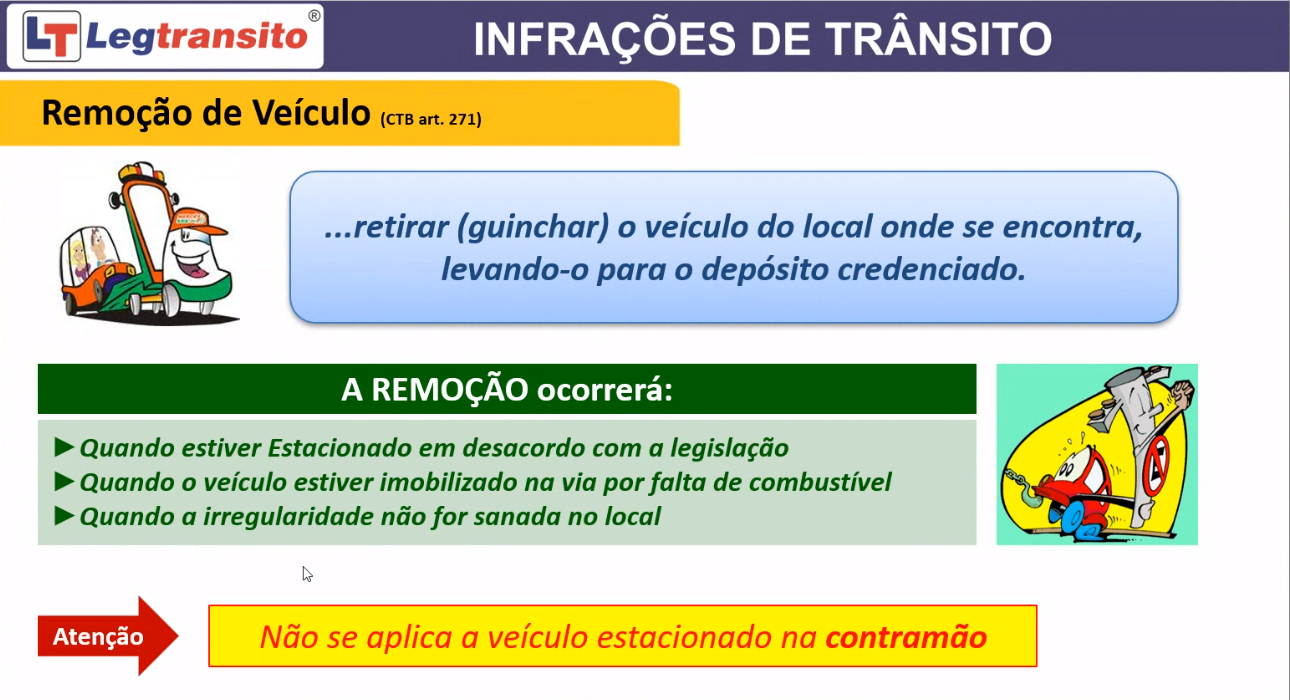 LT Legtransito®
INFRAÇÕES DE TRÂNSITO
Remoção de Veículo (CTB art. 271)
...retirar (guinchar) o veículo do local onde se encontra,
levando-o para o depósito credenciado.
A REMOÇÃO ocorrerá:
►Quando estiver Estacionado em desacordo com a legislação
►Quando o veículo estiver imobilizado na via por falta de combustível
►Quando a irregularidade não for sanada no local
Atenção
Não se aplica a veículo estacionado na contramão